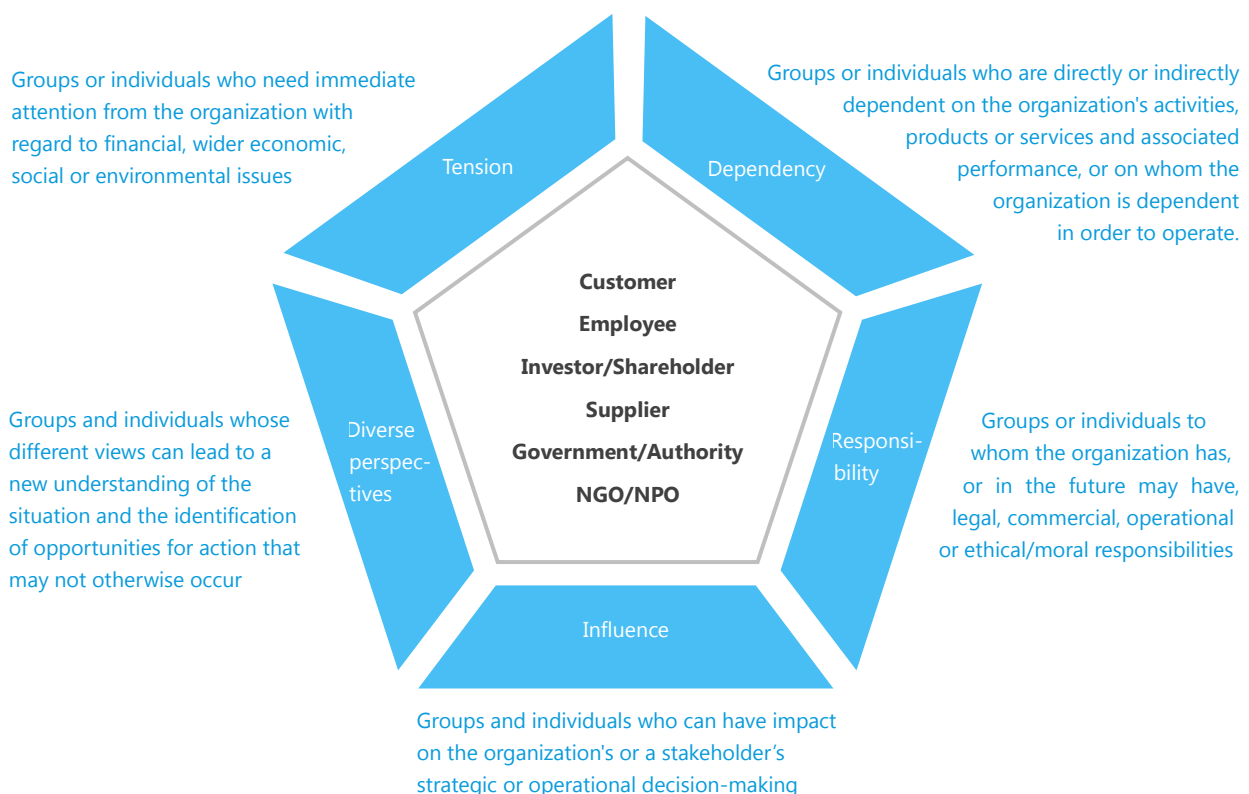 Groups or individuals who need immediate
attention from the organization with
regard to financial, wider economic,
social or environmental issues
Tension
Groups or individuals who are directly or indirectly
dependent on the organization's activities,
products or services and associated
performance, or on whom the
organization is dependent
in order to operate.
Dependency
Customer
Employee
Investor/Shareholder
Supplier
Government/Authority
NGO/NPO
Groups and individuals whose
different views can lead to a
new understanding of the
situation and the identification
of opportunities for action that
may not otherwise occur
Diverse
perspec-
tives
Responsi-
bility
Groups or individuals to
whom the organization has,
or in the future may have,
legal, commercial, operational
or ethical/moral responsibilities
Influence
Groups and individuals who can have impact
on the organization's or a stakeholder’s
strategic or operational decision-making